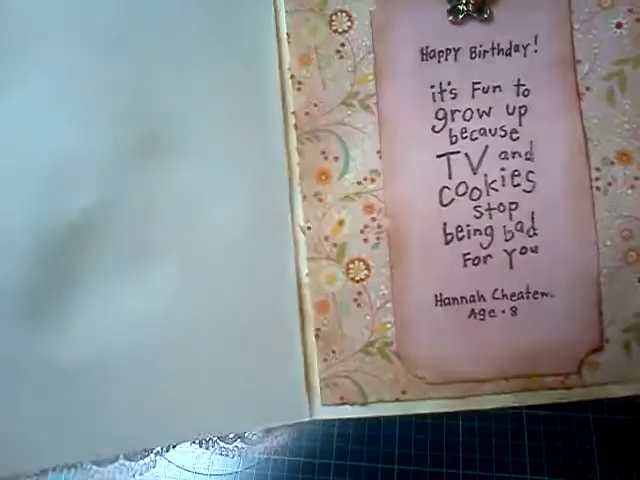 Happy Birthday!
it's Fun to
grow up
because
TV and
cookies
stop
being bad
For You
Hannah Cheatem.
Age • 8